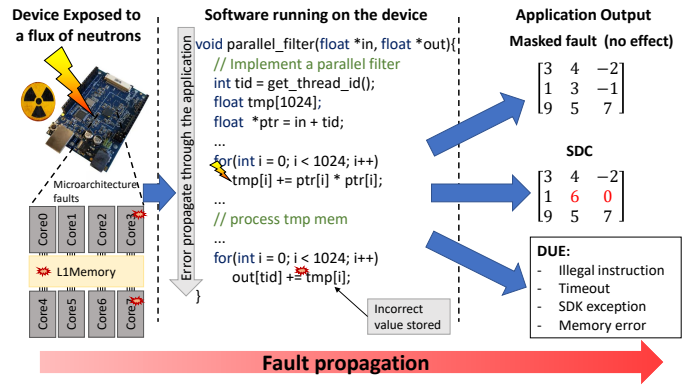 Device Exposed to
a flux of neutrons
Microarchitecture
faults
Core0
Core1
Core2
Core3
L1Memory
Core4
Core5
Core6
Core7
Software running on the device
Error propagate through the application
void parallel_filter(float *in, float *out){
// Implement a parallel filter
int tid = get_thread_id();
float tmp[1024];
float *ptr = in + tid;
...
for(int i = 0; i < 1024; i++)
tmp[i] += ptr[i] * ptr[i];
...
// process tmp mem
...
for(int i = 0; i < 1024; i++)
out[tid] += tmp[i];
}
Incorrect
value stored
Application Output
Masked fault (no effect)
3 4 −2
1 3 −1
9 5 7
SDC
3 4 −2
1 6 0
9 5 7
DUE:
- Illegal instruction
- Timeout
- SDK exception
- Memory error
Fault propagation